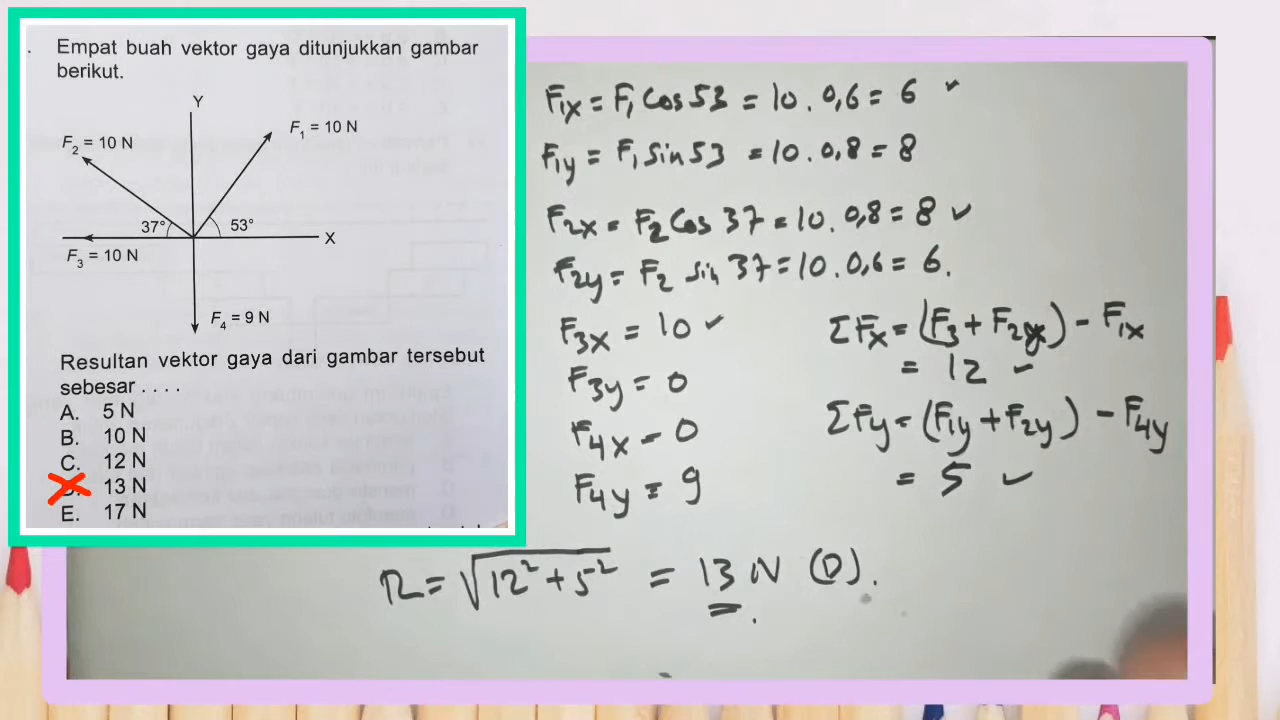 Empat buah vektor gaya ditunjukkan gambar
berikut.
Y
F₁ = 10 N
F₂ = 10 N
37°
53°
X
F₃ = 10 N
F₄ = 9 N
Resultan vektor gaya dari gambar tersebut
sebesar . . . .
A. 5 N
B. 10 N
C. 12 N
13 N
E. 17 N
F1x = F1 Cos 53 = 10 . 0,6 = 6 ✓
F1y = F1 sin 53 = 10 . 0,8 = 8
F2x = F2 Cos 37 = 10 . 0,8 = 8 ✓
F2y = F2 sin 37 = 10 . 0,6 = 6.
F3x = 10 ✓
F3y = 0
F4x = 0
F4y = 9
ΣFx = (F3 + F2x) - F1x
= 12 ✓
ΣFy = (F1y + F2y) - F4y
= 5 ✓
R = √12² + 5² = 13 N (D).